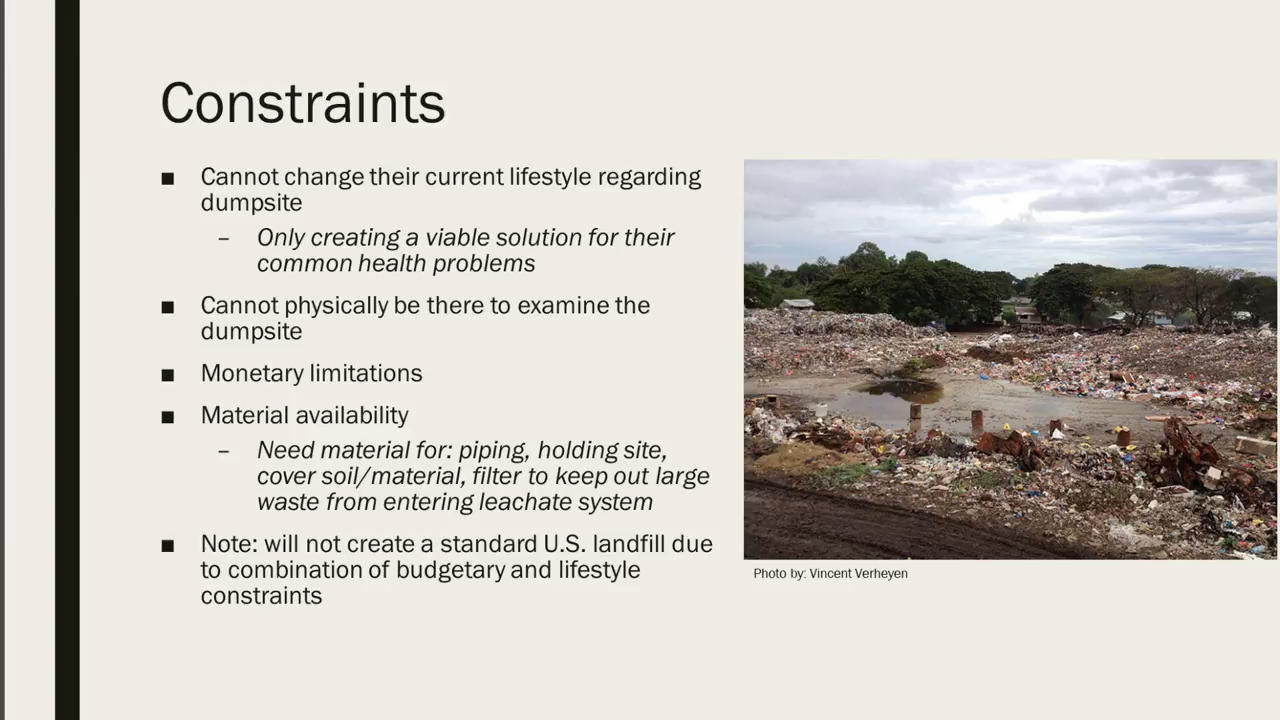 Constraints
■ Cannot change their current lifestyle regarding
dumpsite
– Only creating a viable solution for their
common health problems
■ Cannot physically be there to examine the
dumpsite
■ Monetary limitations
■ Material availability
– Need material for: piping, holding site,
cover soil/material, filter to keep out large
waste from entering leachate system
■ Note: will not create a standard U.S. landfill due
to combination of budgetary and lifestyle
constraints
Photo by: Vincent Verheyen